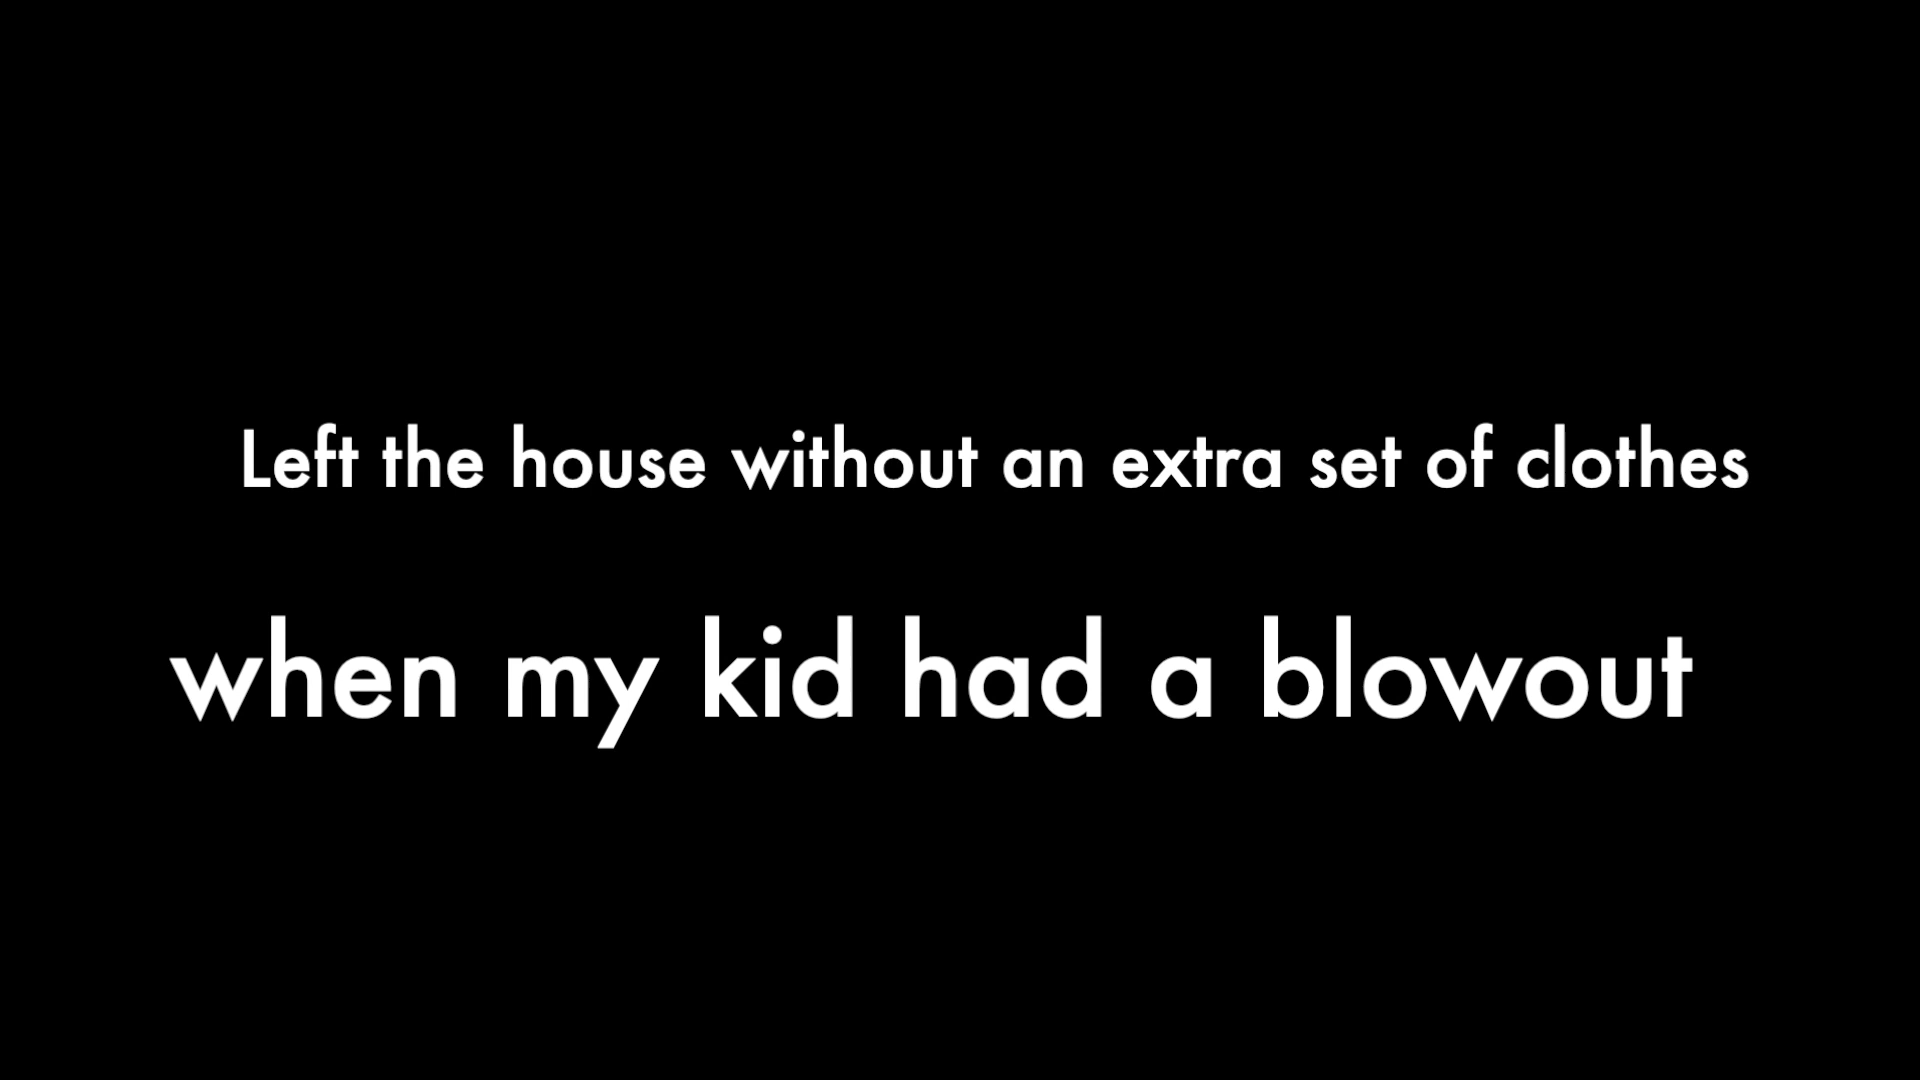 Left the house without an extra set of clothes
when my kid had a blowout